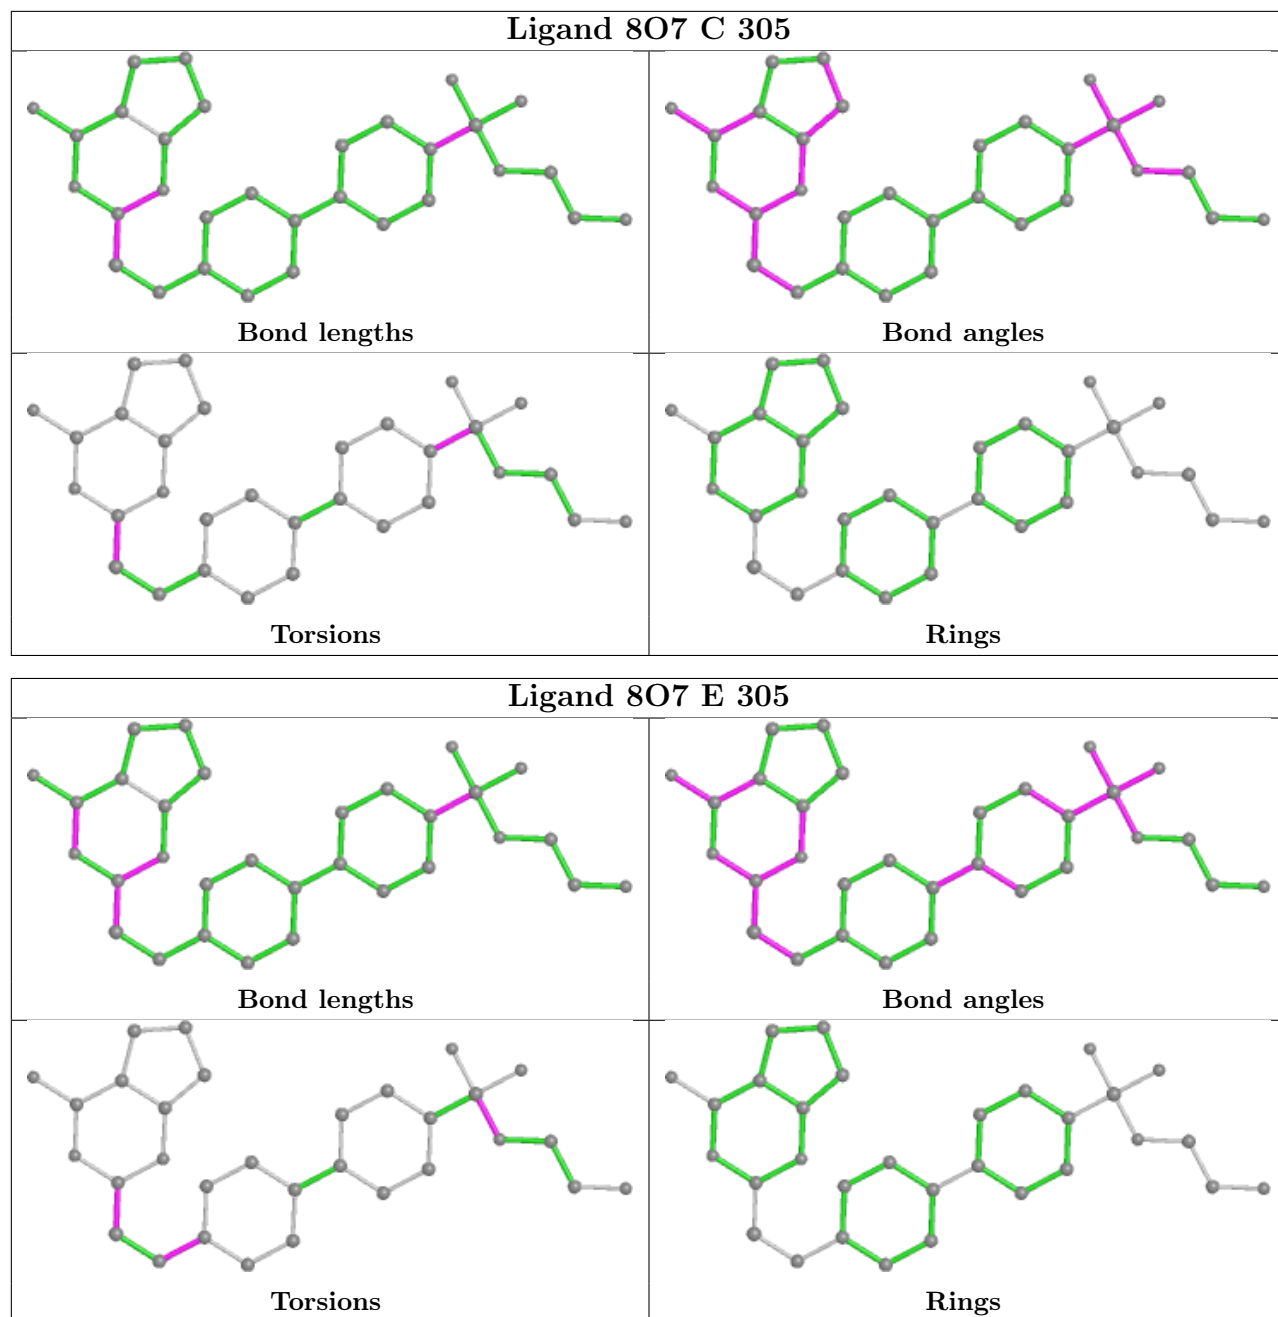 Ligand 8O7 C 305
Bond lengths
Bond angles
Torsions
Rings
Ligand 8O7 E 305
Bond lengths
Bond angles
Torsions
Rings